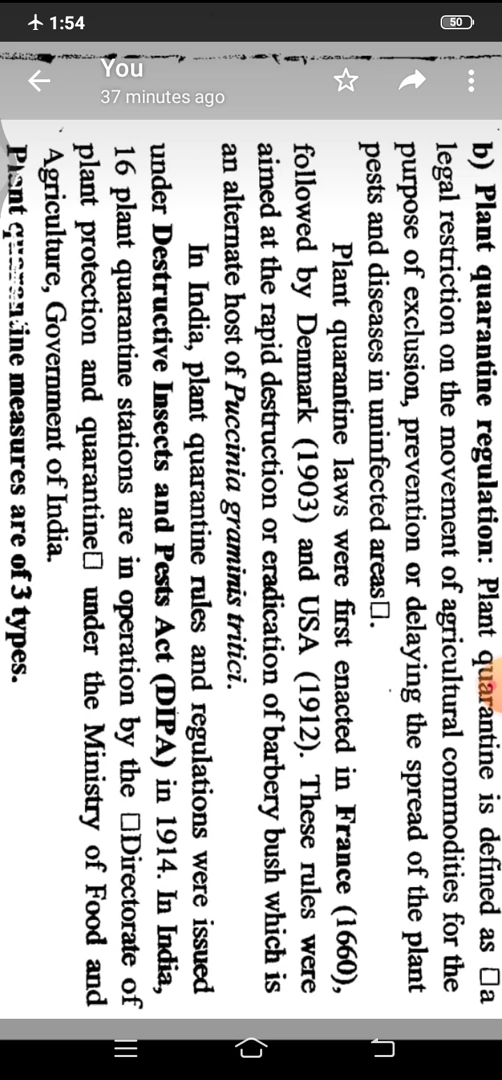 1:54
50
You
37 minutes ago
b) Plant quarantine regulation: Plant quarantine is defined as □a
legal restriction on the movement of agricultural commodities for the
purpose of exclusion, prevention or delaying the spread of the plant
pests and diseases in uninfected areas□.
Plant quarantine laws were first enacted in France (1660),
followed by Denmark (1903) and USA (1912). These rules were
aimed at the rapid destruction or eradication of barbery bush which is
an alternate host of Puccinia graminis tritici.
In India, plant quarantine rules and regulations were issued
under Destructive Insects and Pests Act (DIPA) in 1914. In India,
16 plant quarantine stations are in operation by the □Directorate of
plant protection and quarantine□ under the Ministry of Food and
Agriculture, Government of India.
Plant quarantine measures are of 3 types.